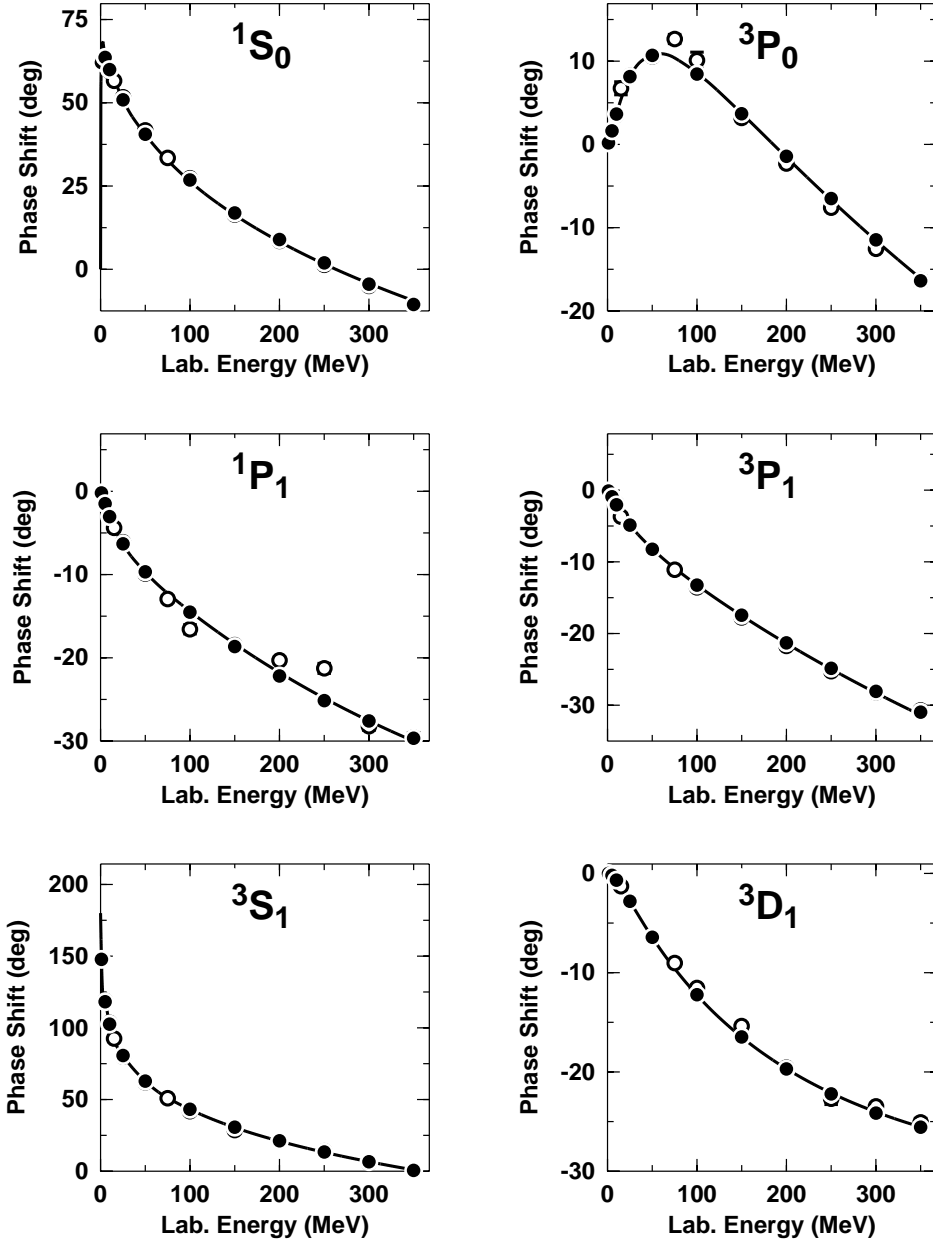 75
50
25
0
Phase Shift (deg)
¹S₀
0 100 200 300
Lab. Energy (MeV)
10
0
-10
-20
Phase Shift (deg)
³P₀
0 100 200 300
Lab. Energy (MeV)
0
-10
-20
-30
Phase Shift (deg)
¹P₁
0 100 200 300
Lab. Energy (MeV)
0
-10
-20
-30
Phase Shift (deg)
³P₁
0 100 200 300
Lab. Energy (MeV)
200
150
100
50
0
Phase Shift (deg)
³S₁
0 100 200 300
Lab. Energy (MeV)
0
-10
-20
-30
Phase Shift (deg)
³D₁
0 100 200 300
Lab. Energy (MeV)